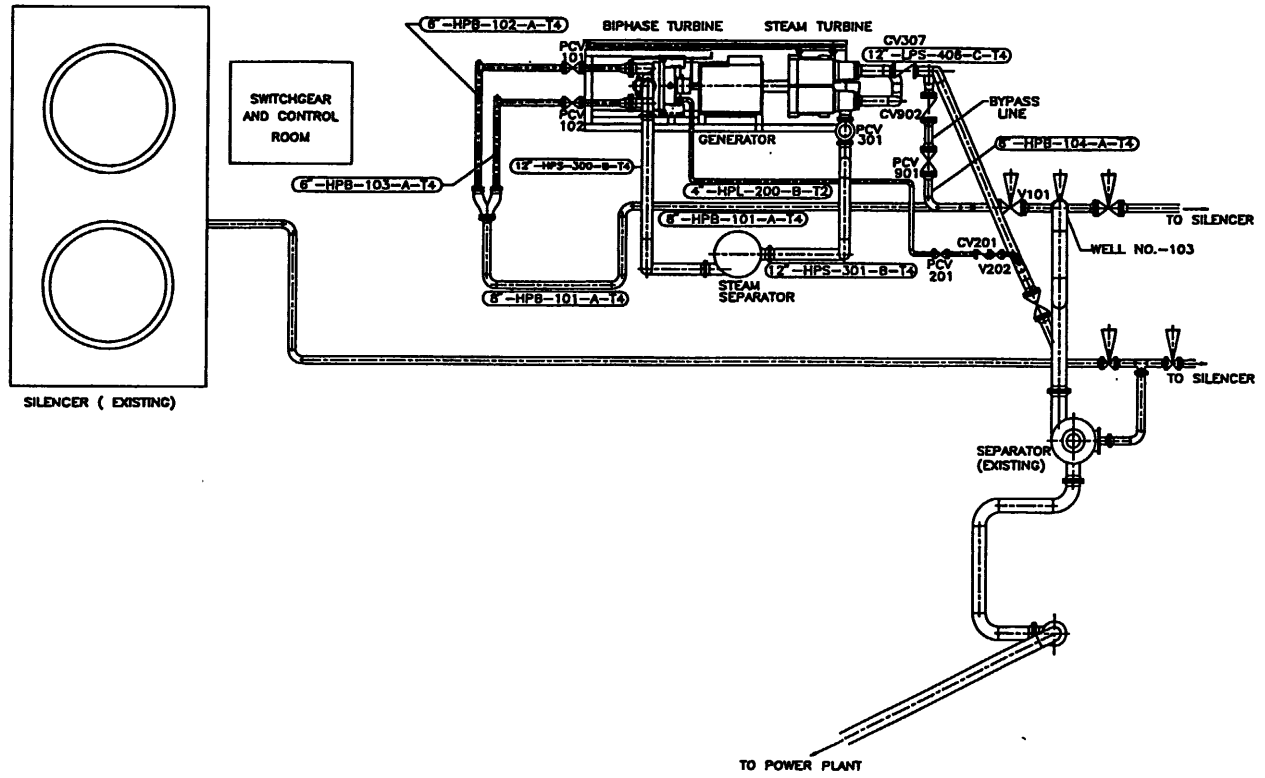 6"-HPB-102-A-T4
BIPHASE TURBINE
STEAM TURBINE
PCV
101
CV307
12"-LPS-406-C-T4
SWITCHGEAR
AND CONTROL
ROOM
PCV
102
GENERATOR
PCV
301
CV902
BYPASS
LINE
PCV
901
8"-HPB-104-A-T4
12"-HPS-300-B-T4
6"-HPB-103-A-T4
4"-HPL-200-B-T2
V101
TO SILENCER
8"-HPB-101-A-T4
WELL NO.-103
CV201
PCV
201
V202
12"-HPS-301-B-T4
STEAM
SEPARATOR
8"-HPB-101-A-T4
TO SILENCER
SILENCER ( EXISTING)
SEPARATOR
(EXISTING)
TO POWER PLANT